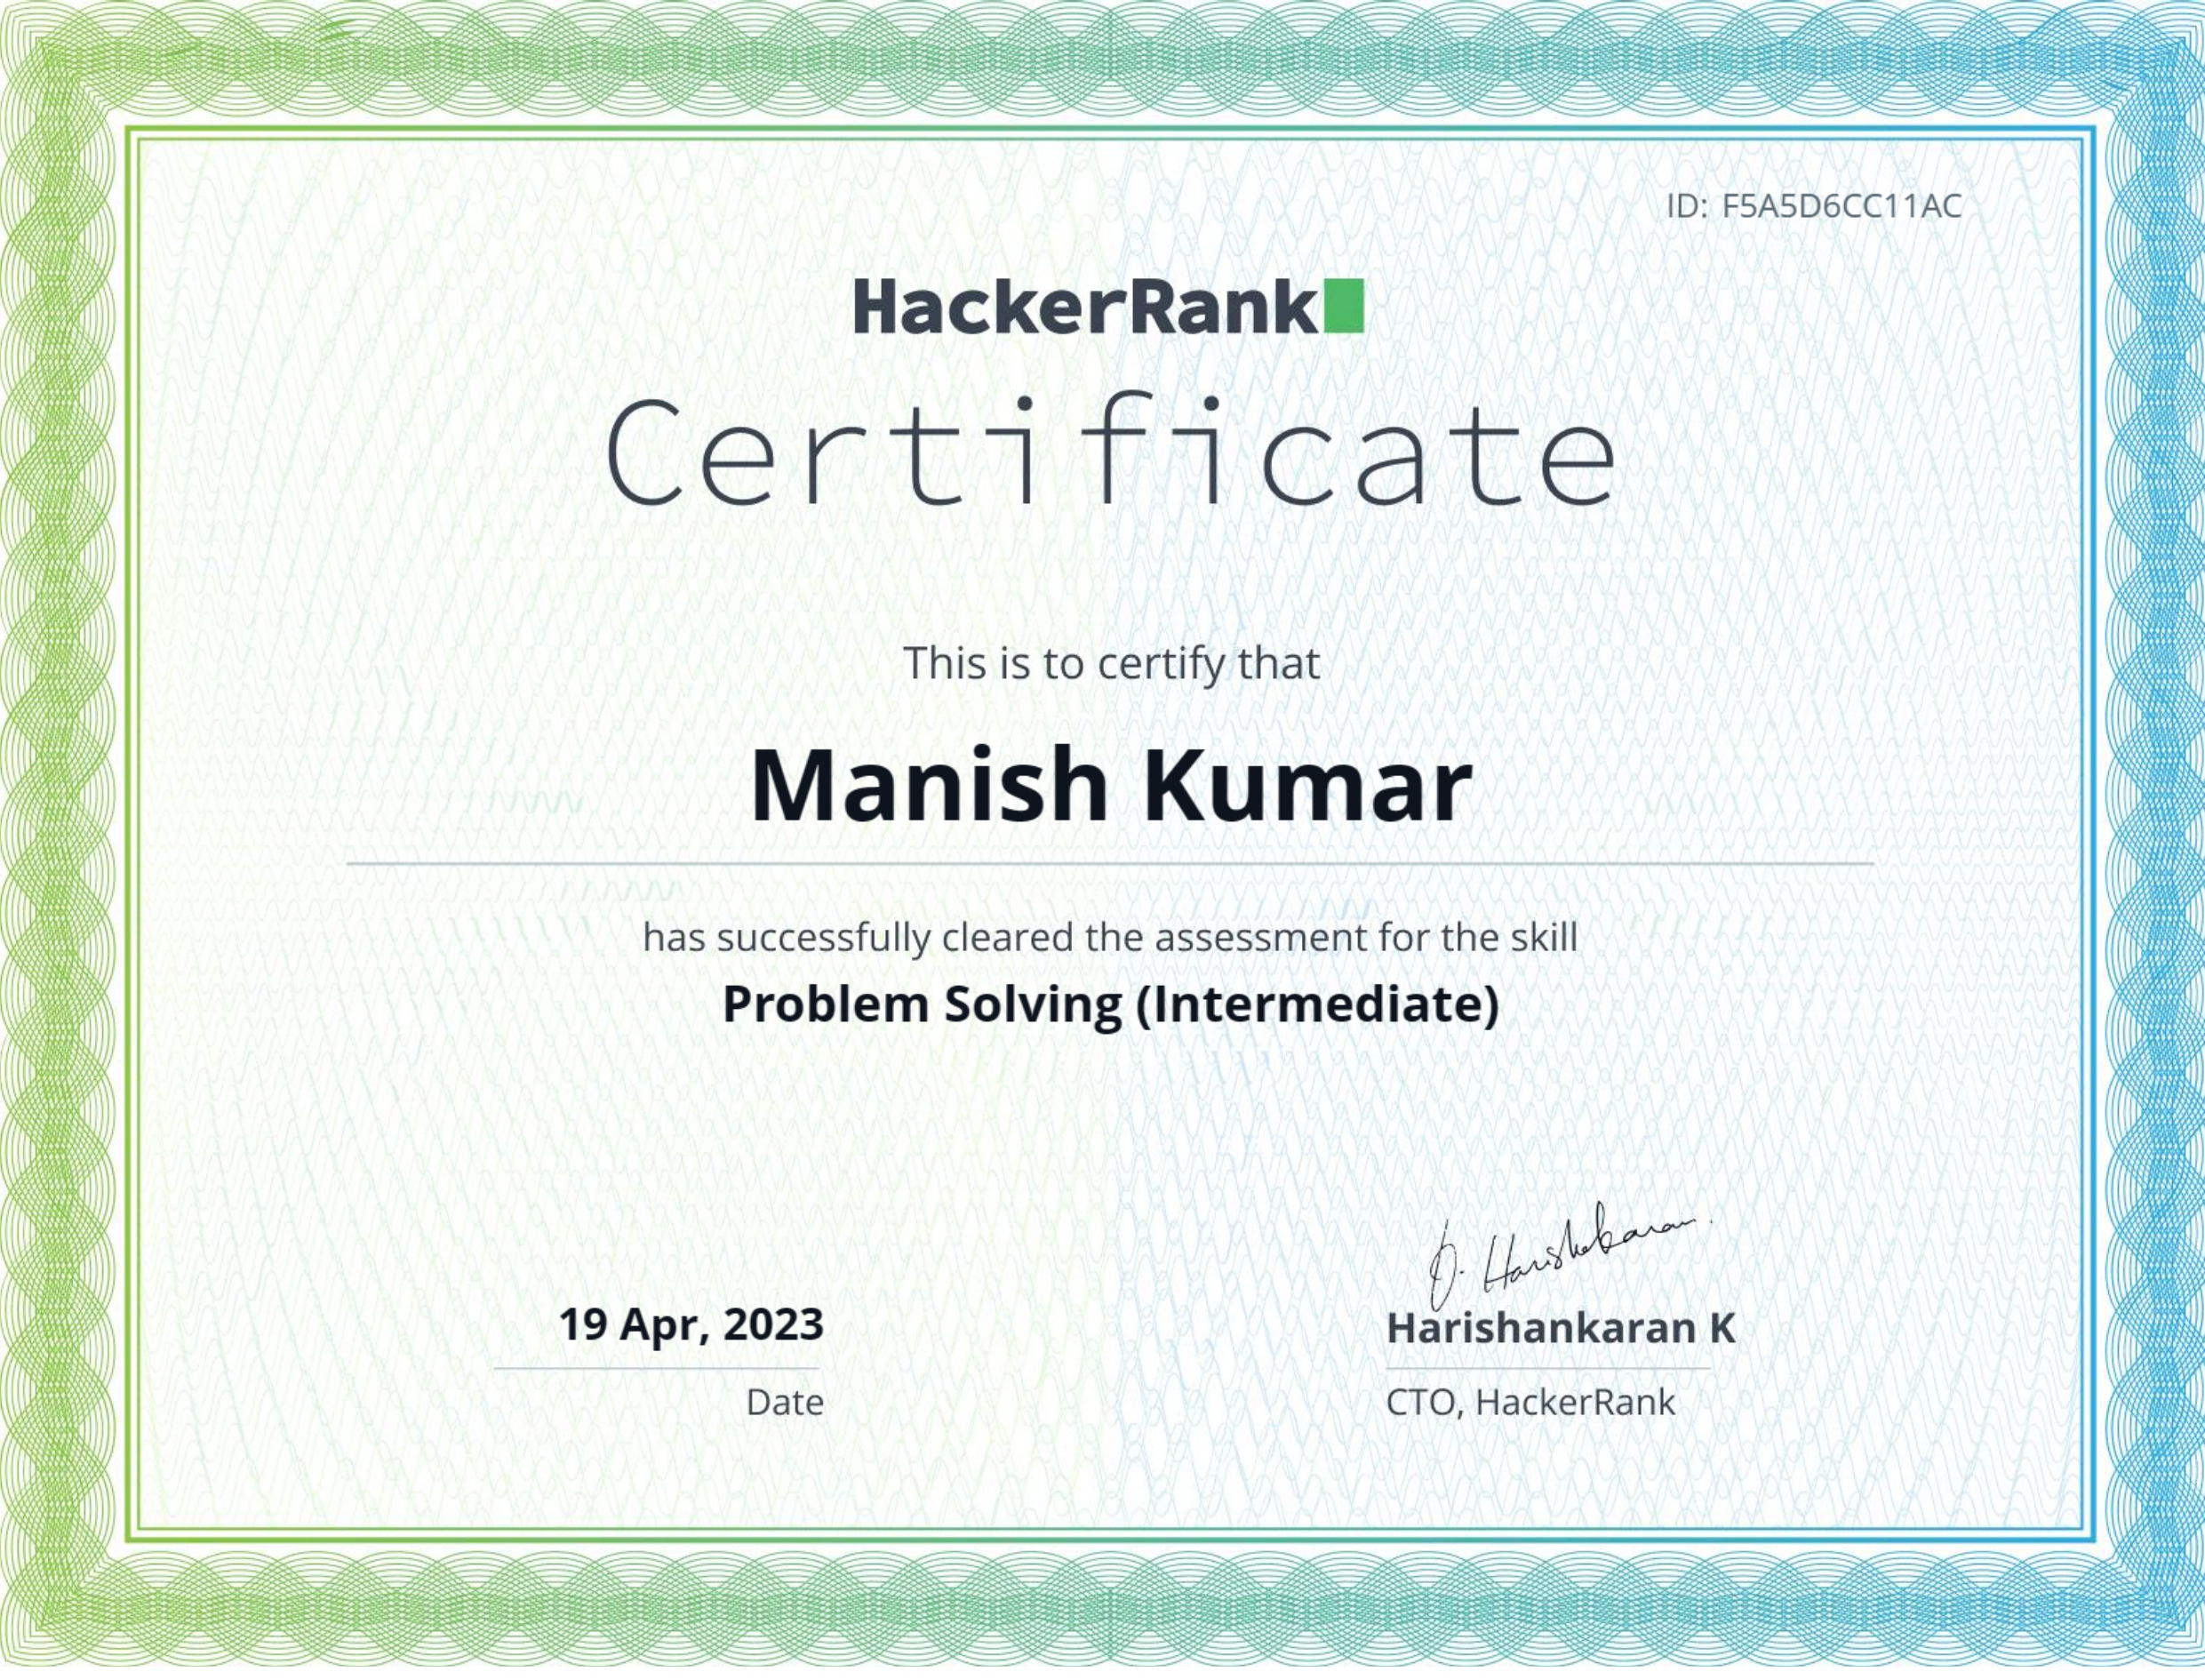 ID: F5A5D6CC11AC
HackerRank
Certificate
This is to certify that
Manish Kumar
has successfully cleared the assessment for the skill
Problem Solving (Intermediate)
19 Apr, 2023
Date
Harishankaran K
CTO, HackerRank